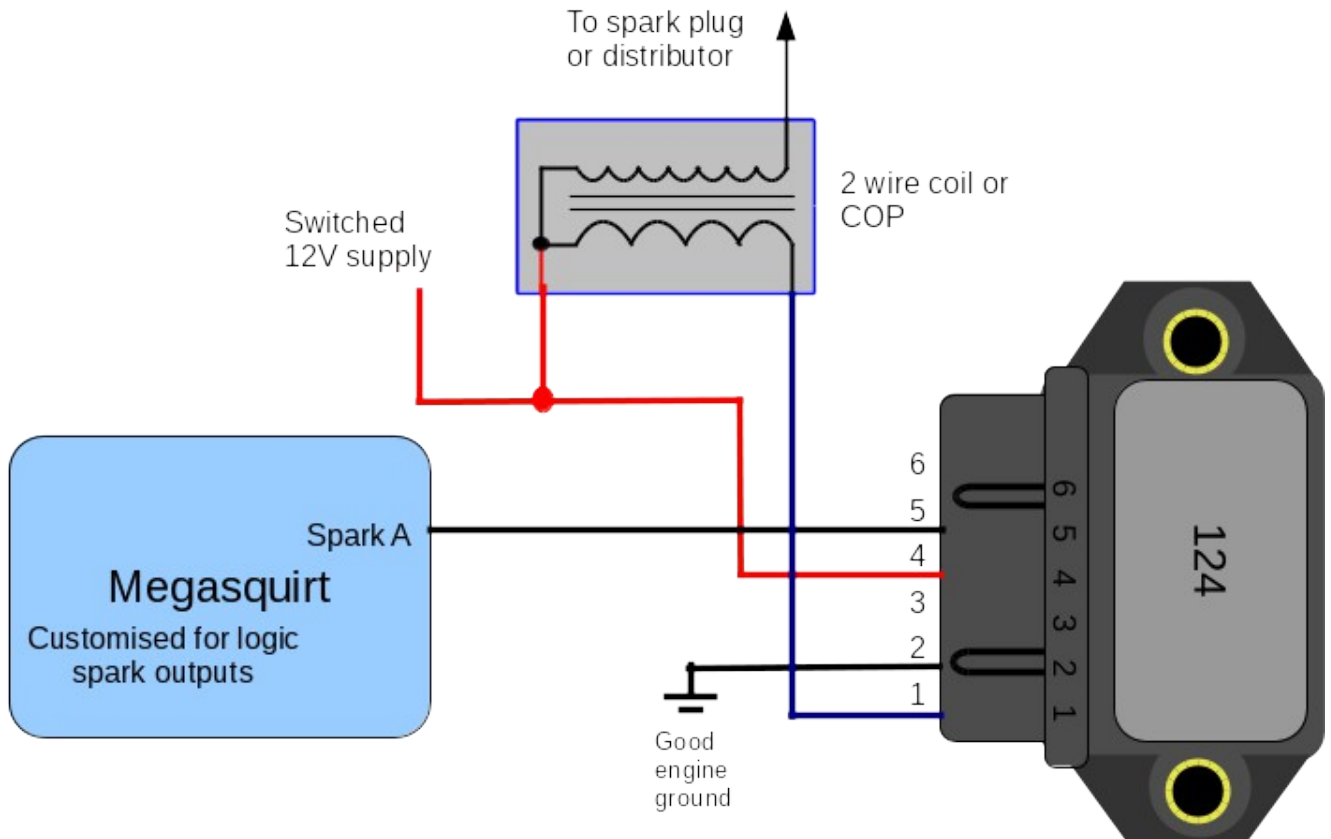 To spark plug
or distributor
2 wire coil or
COP
Switched
12V supply
Spark A
Megasquirt
Customised for logic
spark outputs
6
5
4
3
2
1
Good
engine
ground
6
5
4
3
2
1
124